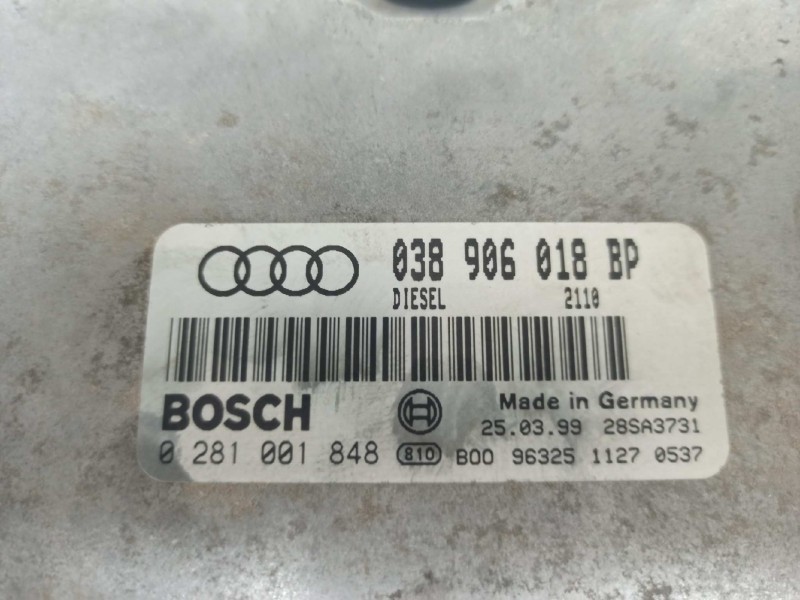 038 906 018 BP
DIESEL 2110
BOSCH
Made in Germany
25.03.99 28SA3731
0 281 001 848 810 B00 96325 1127 0537